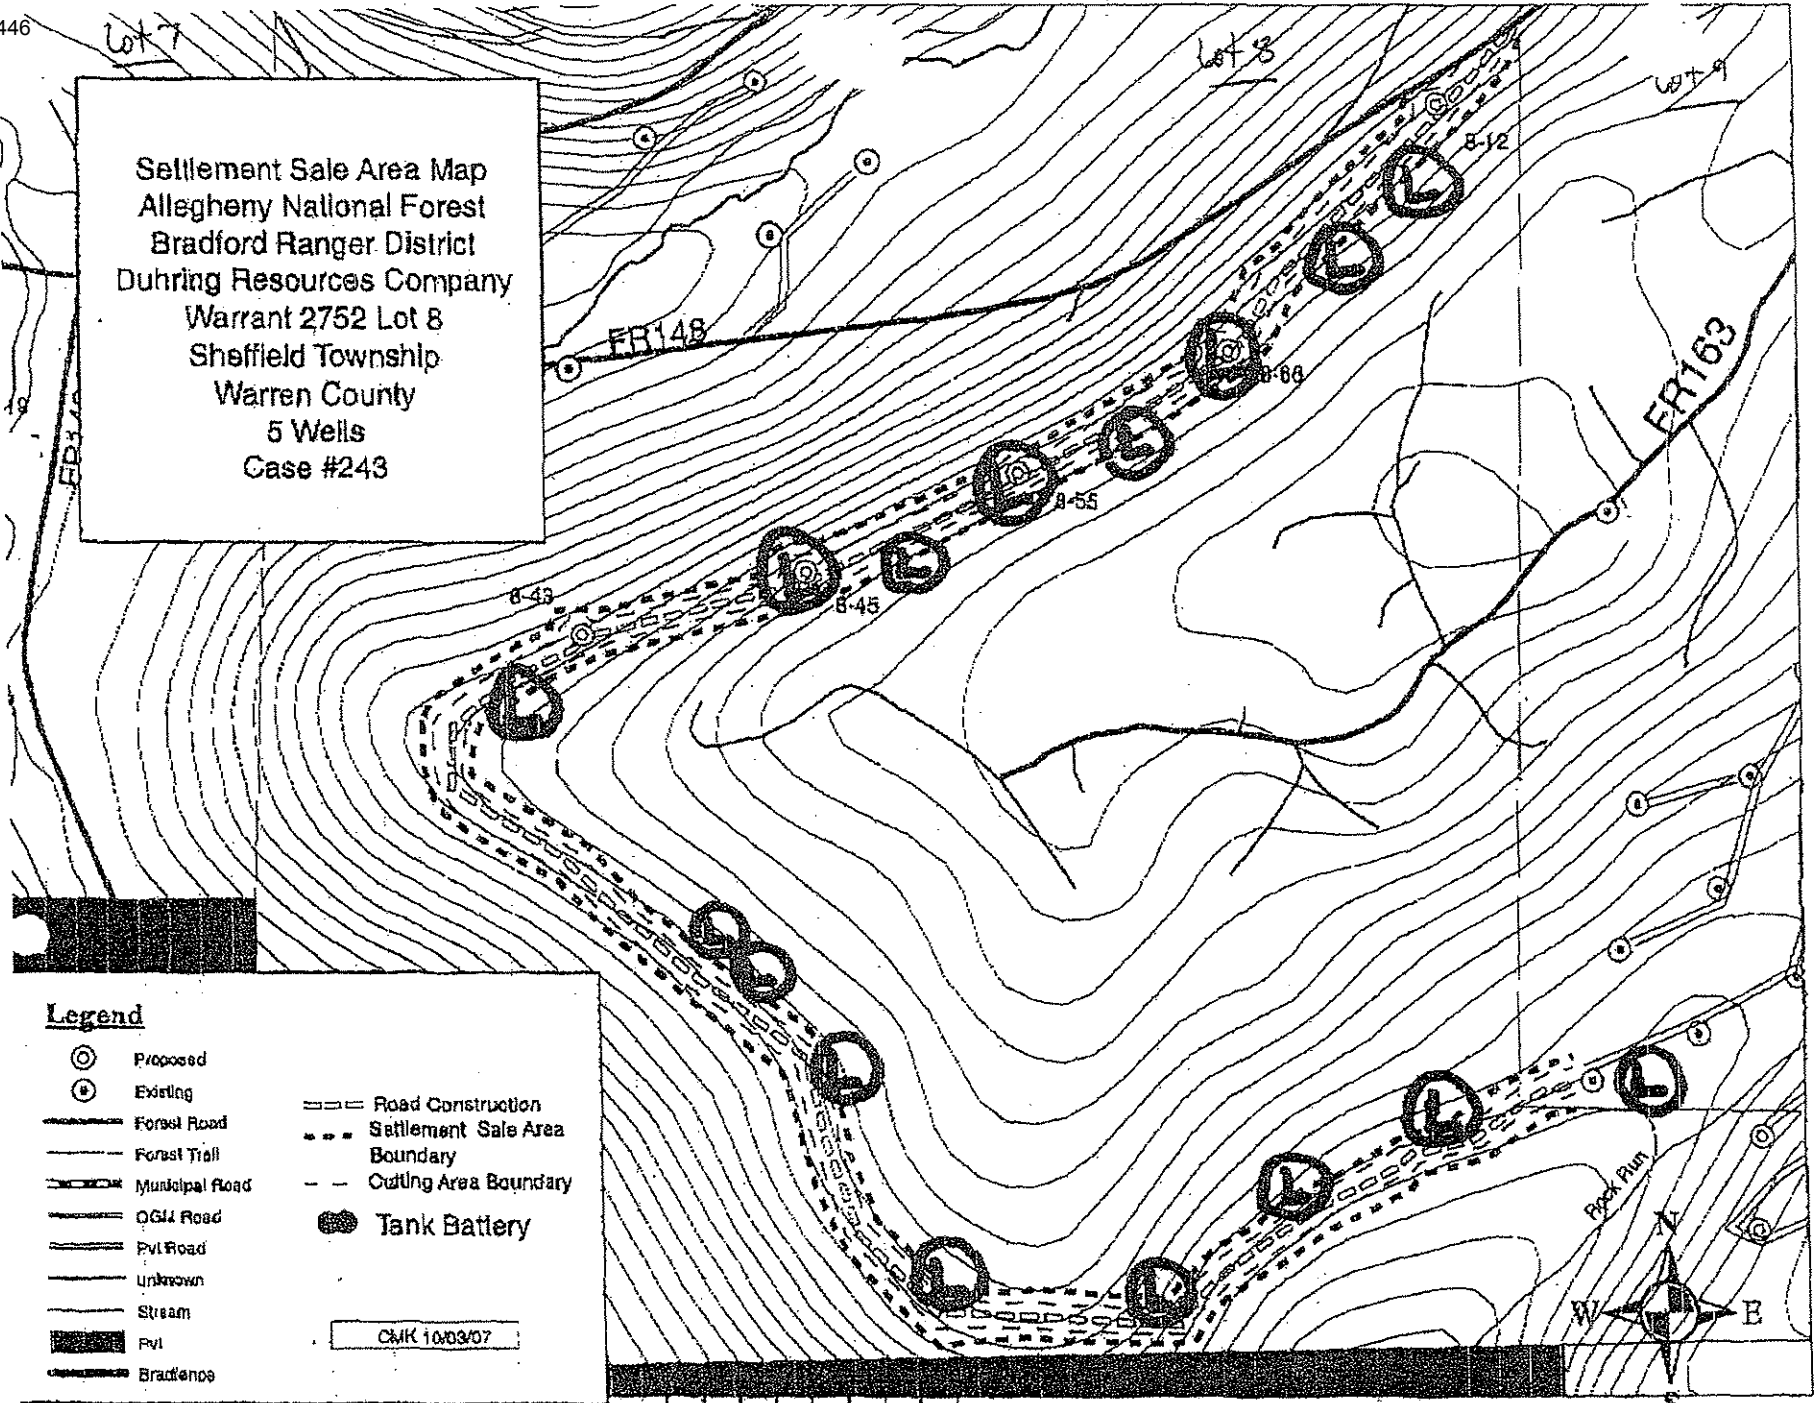 446
Lot 7
Lot 8
Lot 9
Settlement Sale Area Map
Allegheny National Forest
Bradford Ranger District
Duhring Resources Company
Warrant 2752 Lot 8
Sheffield Township
Warren County
5 Wells
Case #243
8-12
L
L
FR148
L
8-66
FR163
L
L
8-55
L
L
8-45
8-43
L
L
L
L
L
L
L
L
L
Rock Run
Legend
Proposed
Existing
Forest Road
Forest Trail
Municipal Road
OGM Road
Pvt Road
unknown
Stream
Pvt
Road Construction
Settlement Sale Area
Boundary
Cutting Area Boundary
Tank Battery
CMK 10/03/07
N
W
E
S